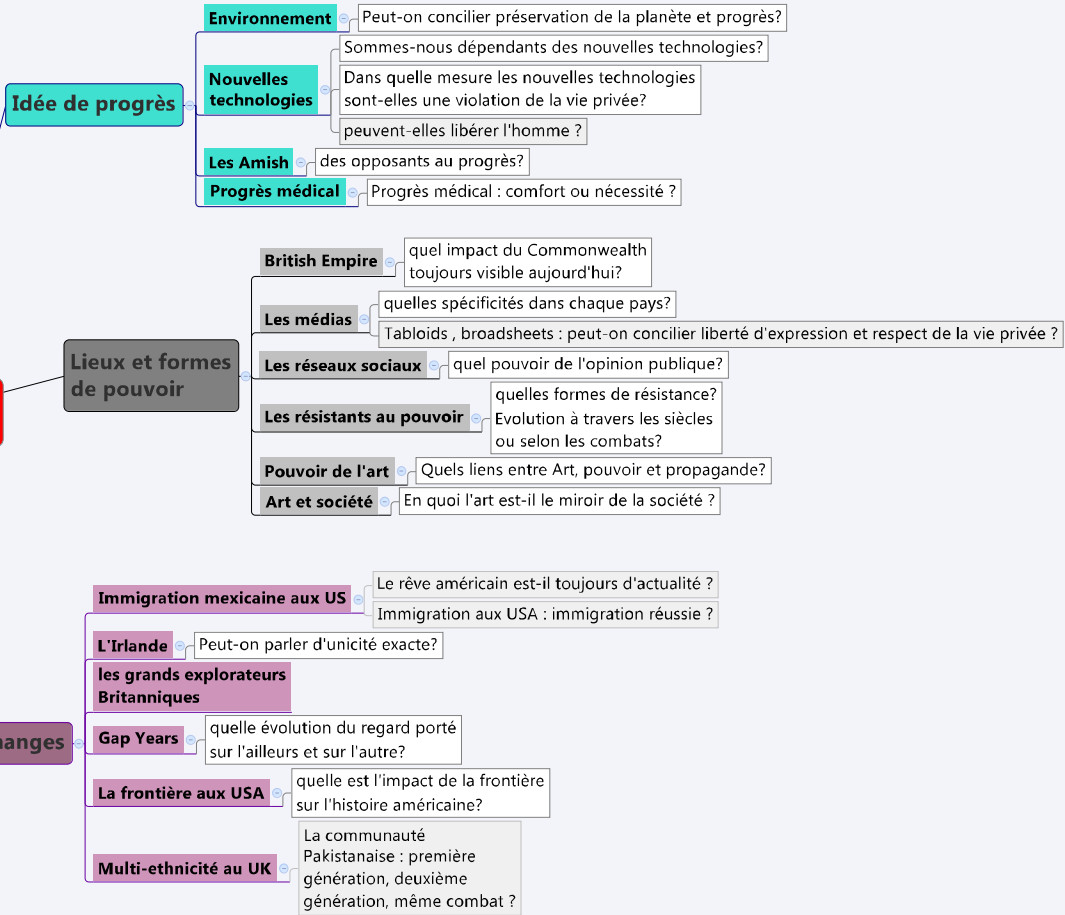 Idée de progrès
Environnement
Peut-on concilier préservation de la planète et progrès?
Nouvelles
technologies
Sommes-nous dépendants des nouvelles technologies?
Dans quelle mesure les nouvelles technologies
sont-elles une violation de la vie privée?
peuvent-elles libérer l'homme ?
Les Amish
des opposants au progrès?
Progrès médical
Progrès médical : comfort ou nécessité ?
Lieux et formes
de pouvoir
British Empire
quel impact du Commonwealth
toujours visible aujourd'hui?
Les médias
quelles spécificités dans chaque pays?
Tabloids , broadsheets : peut-on concilier liberté d'expression et respect de la vie privée ?
Les réseaux sociaux
quel pouvoir de l'opinion publique?
Les résistants au pouvoir
quelles formes de résistance?
Evolution à travers les siècles
ou selon les combats?
Pouvoir de l'art
Quels liens entre Art, pouvoir et propagande?
Art et société
En quoi l'art est-il le miroir de la société ?
hanges
Immigration mexicaine aux US
Le rêve américain est-il toujours d'actualité ?
Immigration aux USA : immigration réussie ?
L'Irlande
Peut-on parler d'unicité exacte?
les grands explorateurs
Britanniques
Gap Years
quelle évolution du regard porté
sur l'ailleurs et sur l'autre?
La frontière aux USA
quelle est l'impact de la frontière
sur l'histoire américaine?
Multi-ethnicité au UK
La communauté
Pakistanaise : première
génération, deuxième
génération, même combat ?